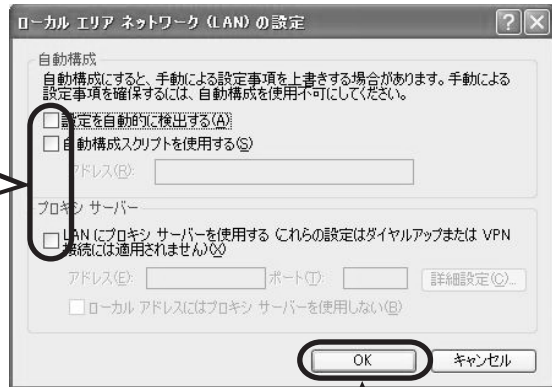 ローカル エリア ネットワーク (LAN) の設定
自動構成
自動構成にすると、手動による設定事項を上書きする場合があります。手動による
設定事項を確保するには、自動構成を使用不可にしてください。
設定を自動的に検出する(A)
自動構成スクリプトを使用する(S)
アドレス(R):
プロキシ サーバー
LAN にプロキシ サーバーを使用する (これらの設定はダイヤルアップまたは VPN
接続には適用されません)(X)
アドレス(E): ポート(T): 詳細設定(C)...
ローカル アドレスにはプロキシ サーバーを使用しない(B)
OK キャンセル